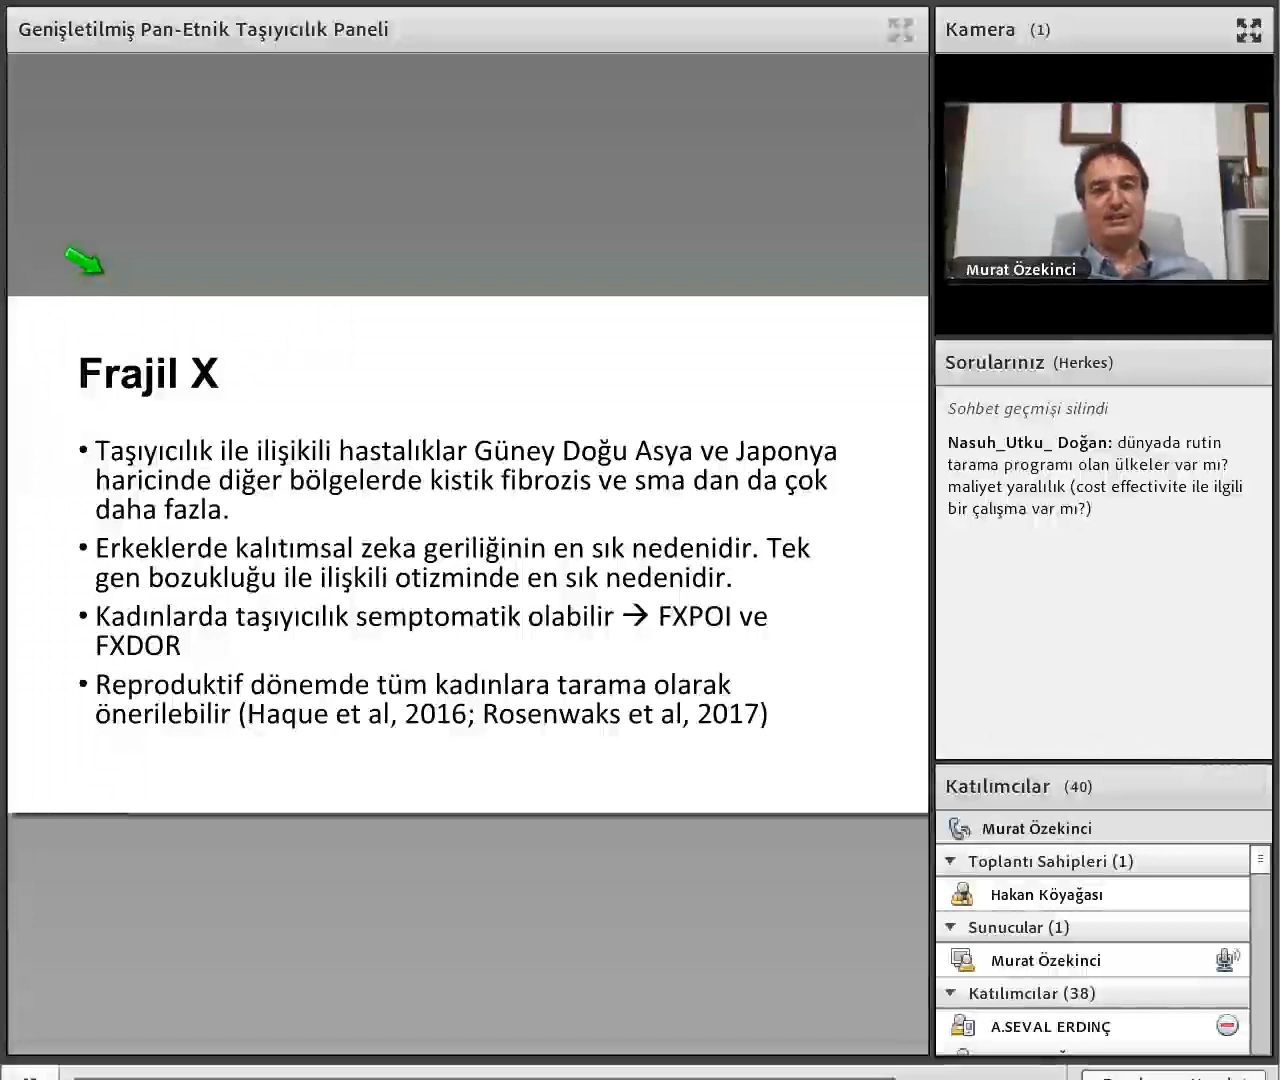 Genişletilmiş Pan-Etnik Taşıyıcılık Paneli
Frajil X
• Taşıyıcılık ile ilişikili hastalıklar Güney Doğu Asya ve Japonya
haricinde diğer bölgelerde kistik fibrozis ve sma dan da çok
daha fazla.
• Erkeklerde kalıtımsal zeka geriliğinin en sık nedenidir. Tek
gen bozukluğu ile ilişkili otizminde en sık nedenidir.
• Kadınlarda taşıyıcılık semptomatik olabilir → FXPOI ve
FXDOR
• Reproduktif dönemde tüm kadınlara tarama olarak
önerilebilir (Haque et al, 2016; Rosenwaks et al, 2017)
Kamera (1)
Murat Özekinci
Sorularınız (Herkes)
Sohbet geçmişi silindi
Nasuh_Utku_ Doğan: dünyada rutin
tarama programı olan ülkeler var mı?
maliyet yaralılık (cost effectivite ile ilgili
bir çalışma var mı?)
Katılımcılar (40)
Murat Özekinci
Toplantı Sahipleri (1)
Hakan Köyağası
Sunucular (1)
Murat Özekinci
Katılımcılar (38)
A.SEVAL ERDINÇ